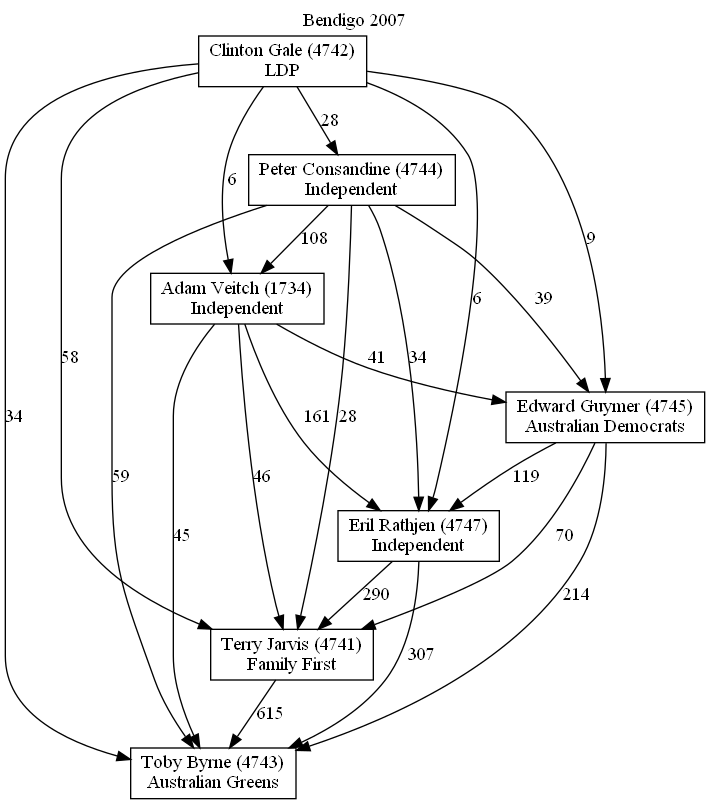 Bendigo 2007
Clinton Gale (4742)
LDP
28
Peter Consandine (4744)
Independent
6
108
9
Adam Veitch (1734)
Independent
6
39
58
41
34
34
161
28
Edward Guymer (4745)
Australian Democrats
59
46
119
Eril Rathjen (4747)
Independent
45
70
290
214
Terry Jarvis (4741)
Family First
307
615
Toby Byrne (4743)
Australian Greens